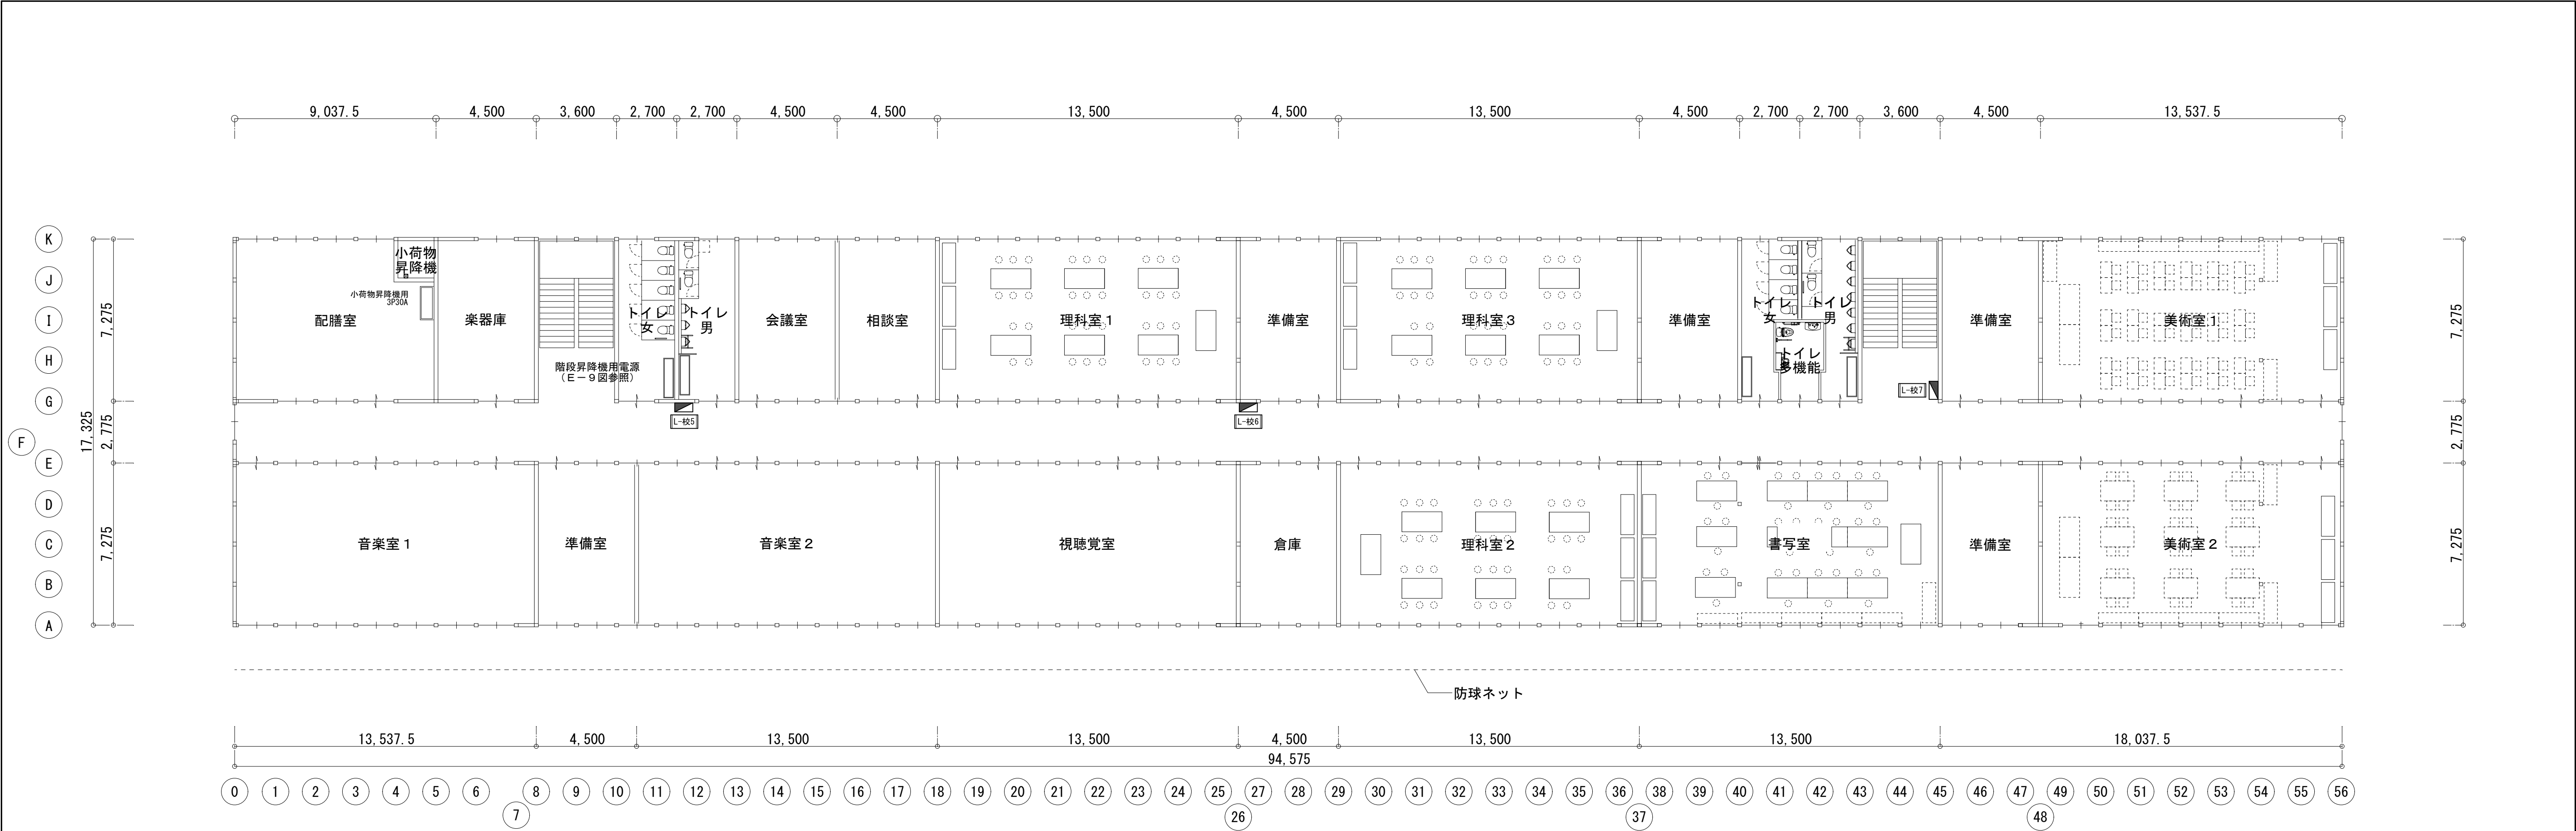 9,037.5 4,500 3,600 2,700 2,700 4,500 4,500 13,500 4,500 13,500 4,500 2,700 2,700 3,600 4,500 13,537.5
K
J
I
H
G
F
E
D
C
B
A
17,325
7,275
2,775
7,275
小荷物
昇降機
小荷物昇降機用
3P30A
配膳室
楽器庫
階段昇降機用電源
(E-9図参照)
トイレ
女
トイレ
男
会議室
相談室
理科室1
準備室
理科室3
準備室
トイレ
女
トイレ
男
トイレ
多機能
準備室
美術室1
L-校5
L-校6
L-校7
7,275
2,775
7,275
音楽室1
準備室
音楽室2
視聴覚室
倉庫
理科室2
書写室
準備室
美術室2
防球ネット
13,537.5 4,500 13,500 13,500 4,500 13,500 13,500 18,037.5
94,575
0 1 2 3 4 5 6 8 9 10 11 12 13 14 15 16 17 18 19 20 21 22 23 24 25 27 28 29 30 31 32 33 34 35 36 38 39 40 41 42 43 44 45 46 47 49 50 51 52 53 54 55 56
7 26 37 48